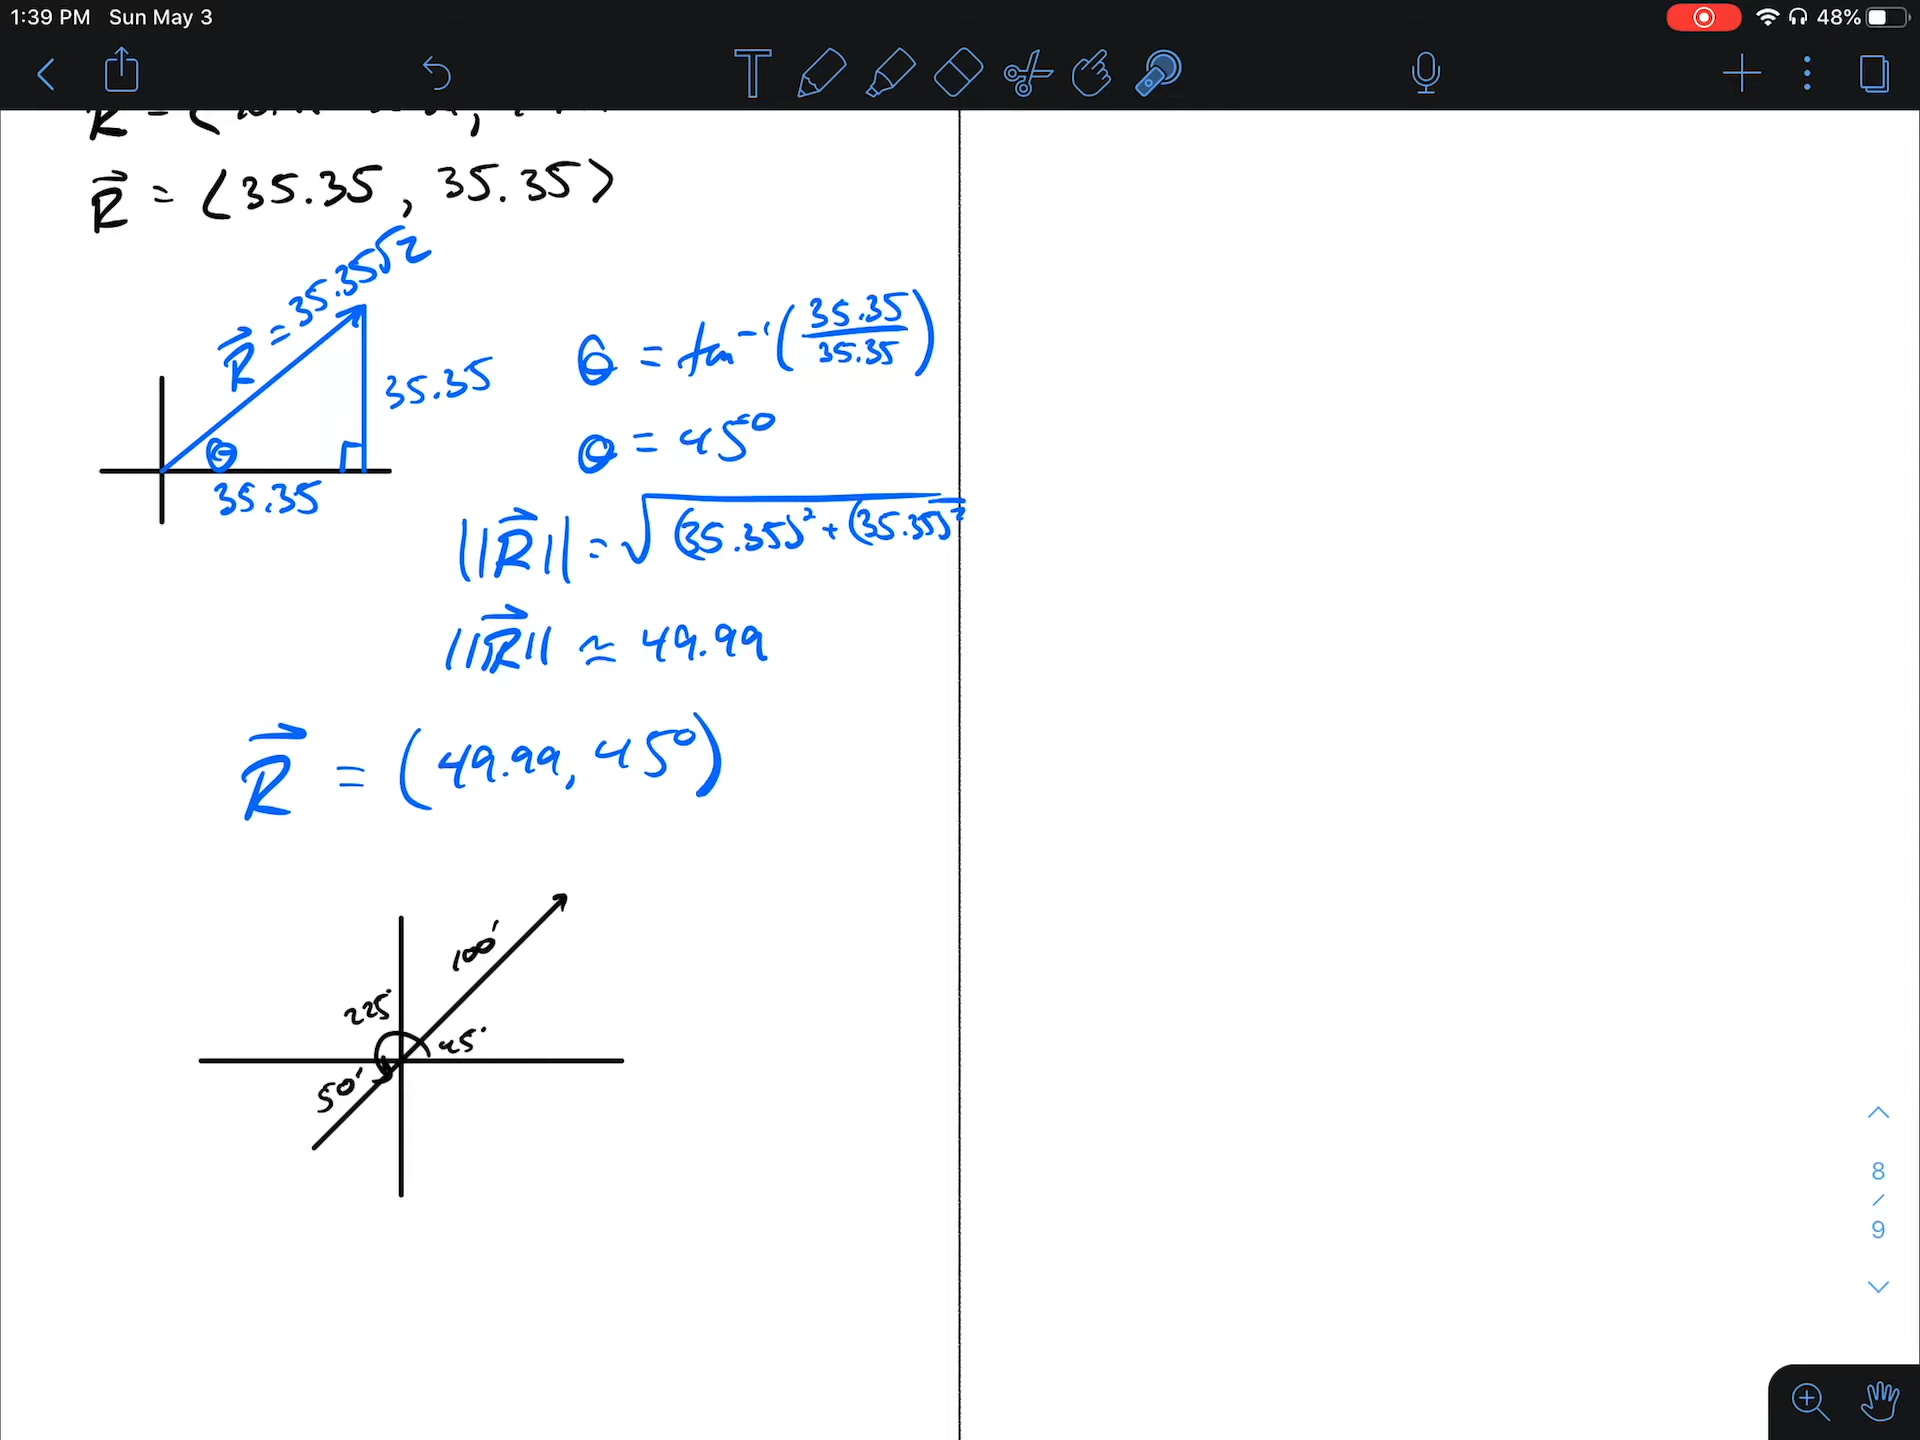 1:39 PM Sun May 3
48%
T
R⃗ = ⟨35.35, 35.35⟩
R⃗ = 35.35√2
35.35
θ
35.35
θ = tan⁻¹(35.35/35.35)
θ = 45°
||R⃗|| = √((35.35)² + (35.35)²)
||R⃗|| ≃ 49.99
R⃗ = (49.99, 45°)
100'
225°
45°
50'
8
/
9